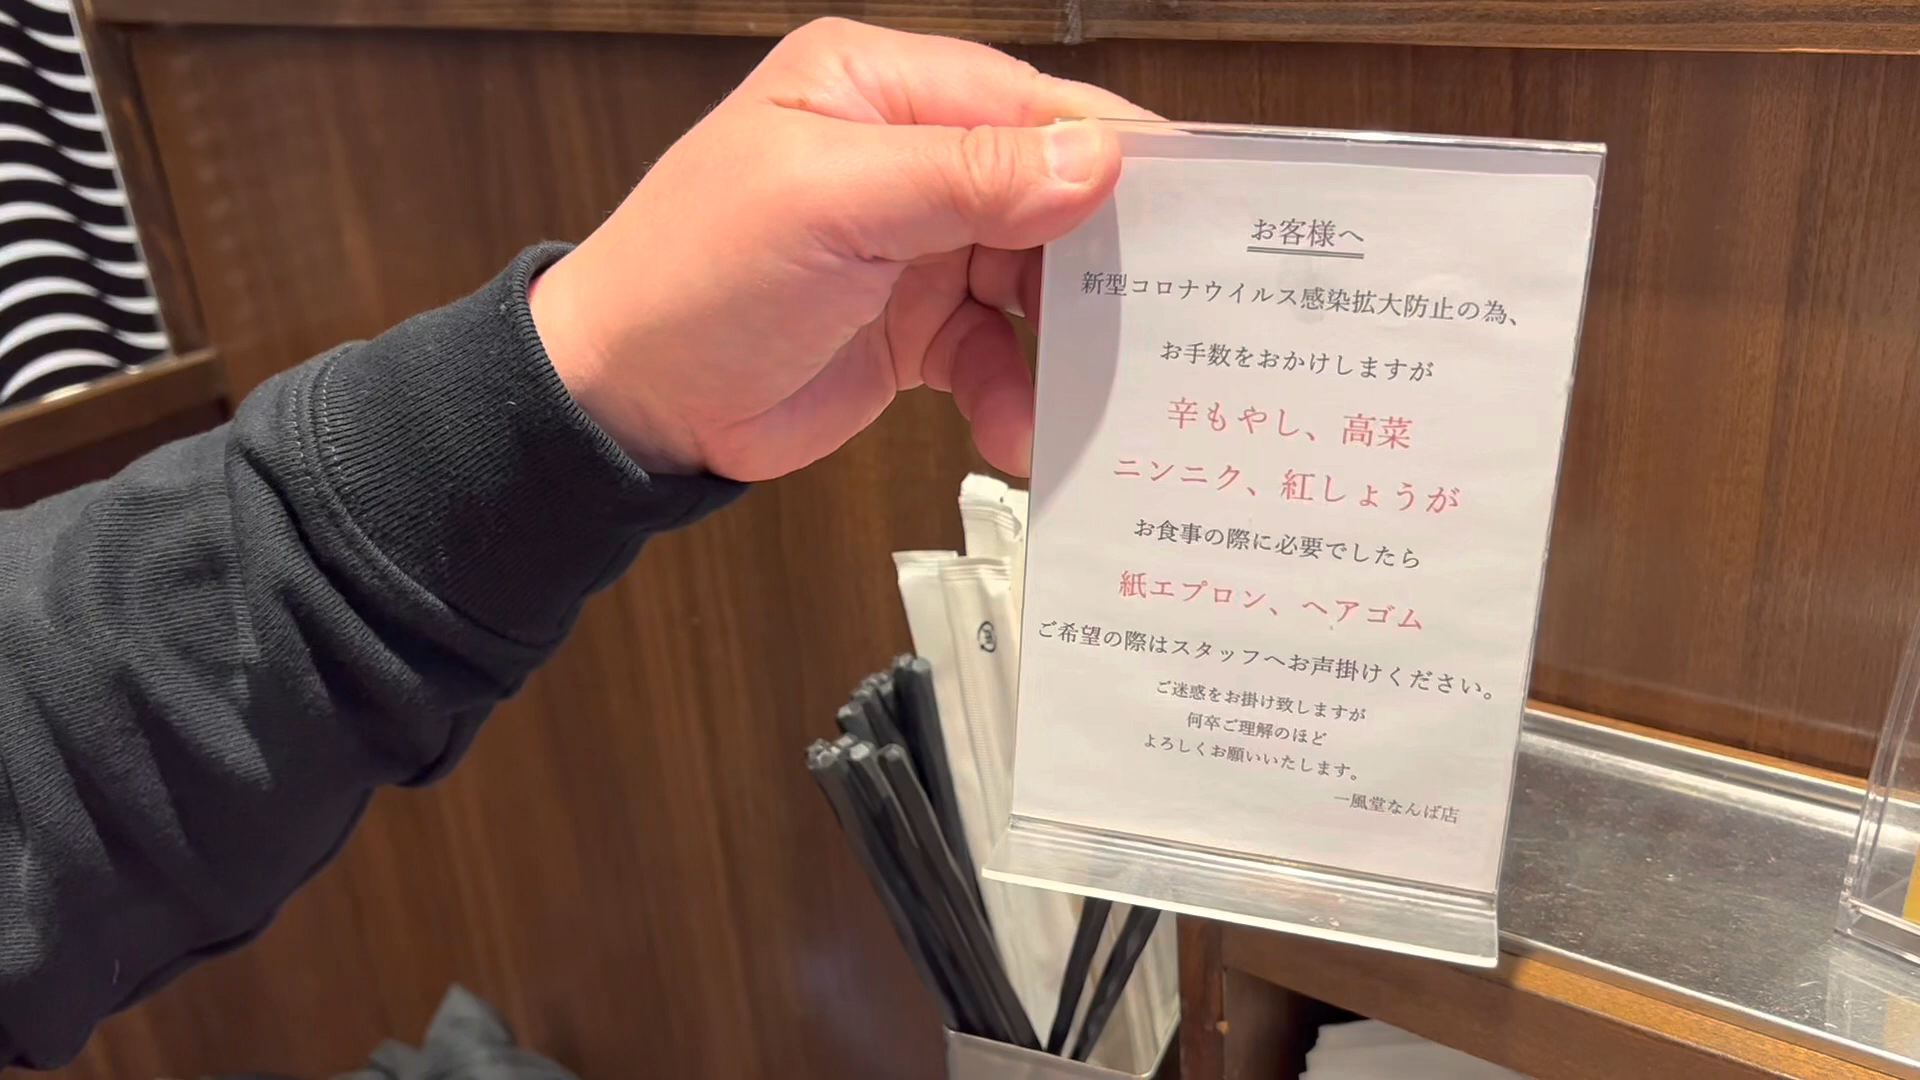 お客様へ
新型コロナウイルス感染拡大防止の為、
お手数をおかけしますが
辛もやし、高菜
ニンニク、紅しょうが
お食事の際に必要でしたら
紙エプロン、ヘアゴム
ご希望の際はスタッフへお声掛けください。
ご迷惑をお掛け致しますが
何卒ご理解のほど
よろしくお願いいたします。
一風堂なんば店